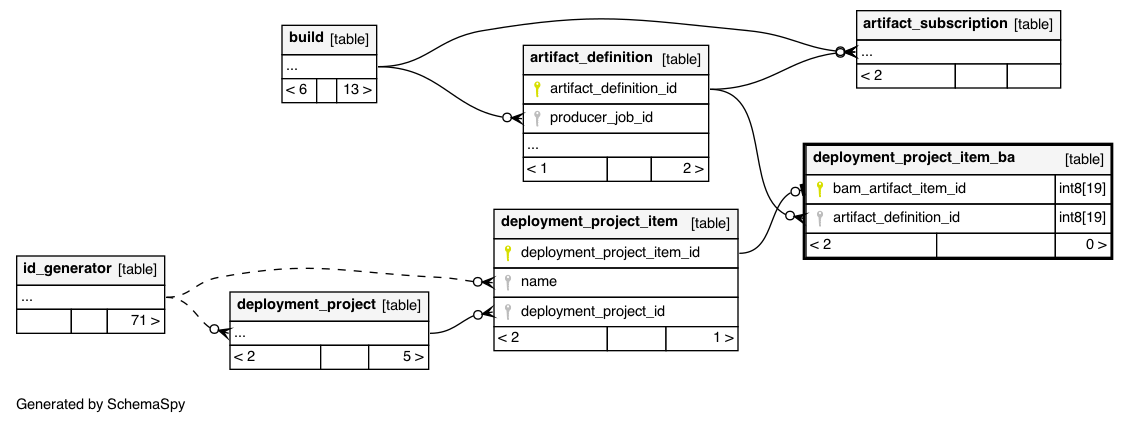 build [table]
...
< 6 13 >
artifact_definition [table]
artifact_definition_id
producer_job_id
...
< 1 2 >
artifact_subscription [table]
...
< 2
deployment_project_item_ba [table]
bam_artifact_item_id int8[19]
artifact_definition_id int8[19]
< 2 0 >
deployment_project_item [table]
deployment_project_item_id
name
deployment_project_id
< 2 1 >
id_generator [table]
...
71 >
deployment_project [table]
...
< 2 5 >
Generated by SchemaSpy